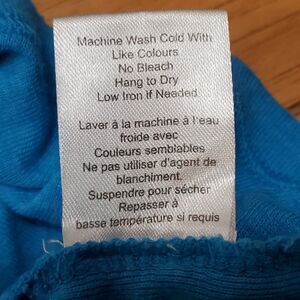 Machine Wash Cold With
Like Colours
No Bleach
Hang to Dry
Low Iron if Needed
Laver à la machine à l'eau
froide avec
Couleurs semblables
Ne pas utiliser d'agent de
blanchiment.
Suspendre pour sécher
Repasser à
basse température si requis